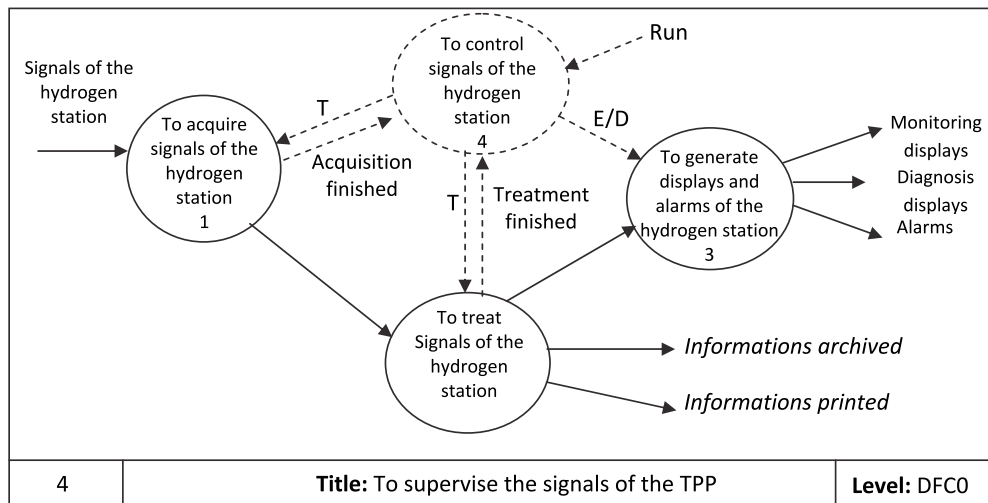 Signals of the
hydrogen
station
To acquire
signals of the
hydrogen
station
1
T
Acquisition
finished
To control
signals of the
hydrogen
station
4
Run
E/D
T
Treatment
finished
To generate
displays and
alarms of the
hydrogen station
3
Monitoring
displays
Diagnosis
displays
Alarms
To treat
Signals of the
hydrogen
station
Informations archived
Informations printed
4
Title: To supervise the signals of the TPP
Level: DFC0